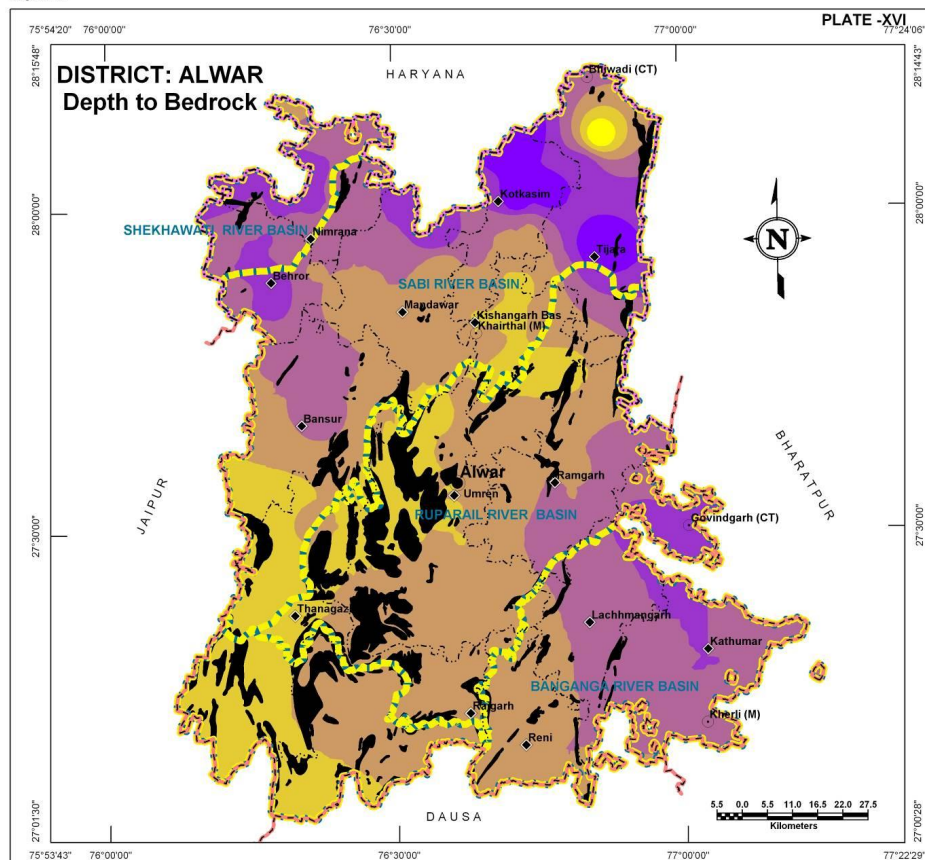 PLATE -XVI
75°54'20" 76°00'00" 76°30'00" 77°00'00" 77°24'06"
28°15'48" 28°14'43"
DISTRICT: ALWAR
Depth to Bedrock
HARYANA
Bhiwadi (CT)
Kotkasim
28°00'00" 28°00'00"
SHEKHAWATI RIVER BASIN
Nimrana
N
Tijara
Behror
SABI RIVER BASIN
Mandawar
Kishangarh Bas
Khairthal (M)
Bansur
BHARATPUR
Alwar
Ramgarh
Umren
JAIPUR
RUPARAIL RIVER BASIN
Govindgarh (CT)
27°30'00" 27°30'00"
Thanagazi
Lachhmangarh
Kathumar
BANGANGA RIVER BASIN
Rajgarh
Kherli (M)
Reni
5.5 0.0 5.5 11.0 16.5 22.0 27.5
Kilometers
DAUSA
27°01'30" 27°00'28"
75°53'43" 76°00'00" 76°30'00" 77°00'00" 77°22'29"